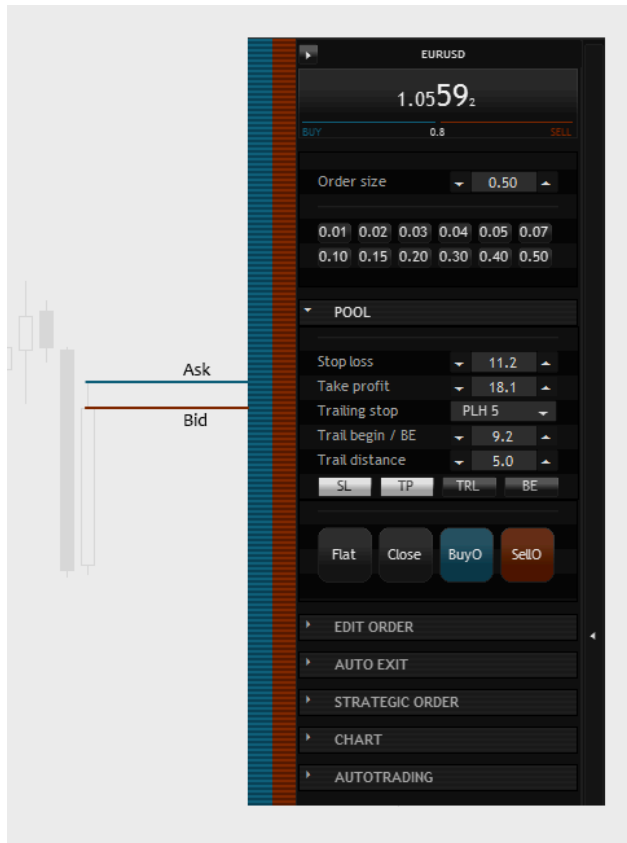 EURUSD
1.05592
BUY 0.8 SELL
Order size 0.50
0.01 0.02 0.03 0.04 0.05 0.07
0.10 0.15 0.20 0.30 0.40 0.50
POOL
Stop loss 11.2
Ask
Take profit 18.1
Trailing stop PLH 5
Bid
Trail begin / BE 9.2
Trail distance 5.0
SL TP TRL BE
Flat Close BuyO SellO
EDIT ORDER
AUTO EXIT
STRATEGIC ORDER
CHART
AUTOTRADING